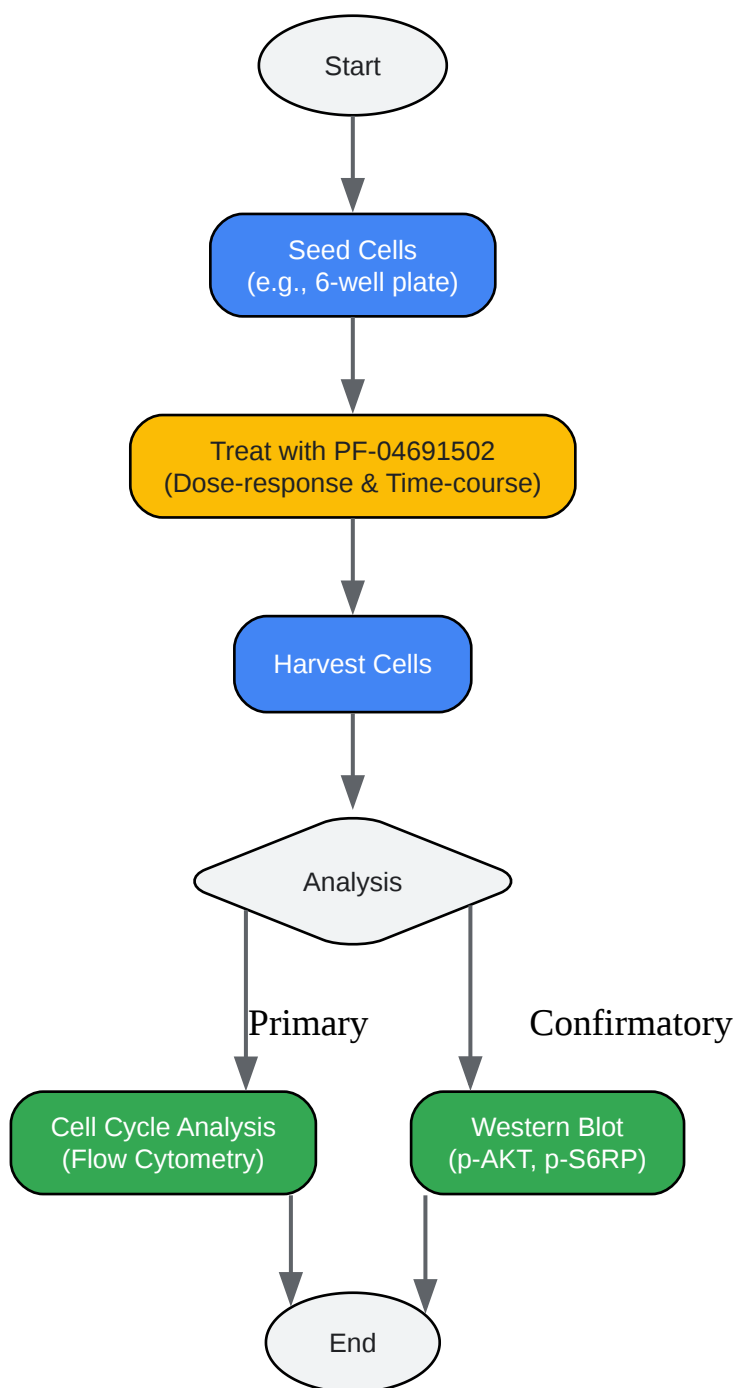 Start
Seed Cells
(e.g., 6-well plate)
Treat with PF-04691502
(Dose-response & Time-course)
Harvest Cells
Analysis
Primary
Confirmatory
Cell Cycle Analysis
(Flow Cytometry)
Western Blot
(p-AKT, p-S6RP)
End